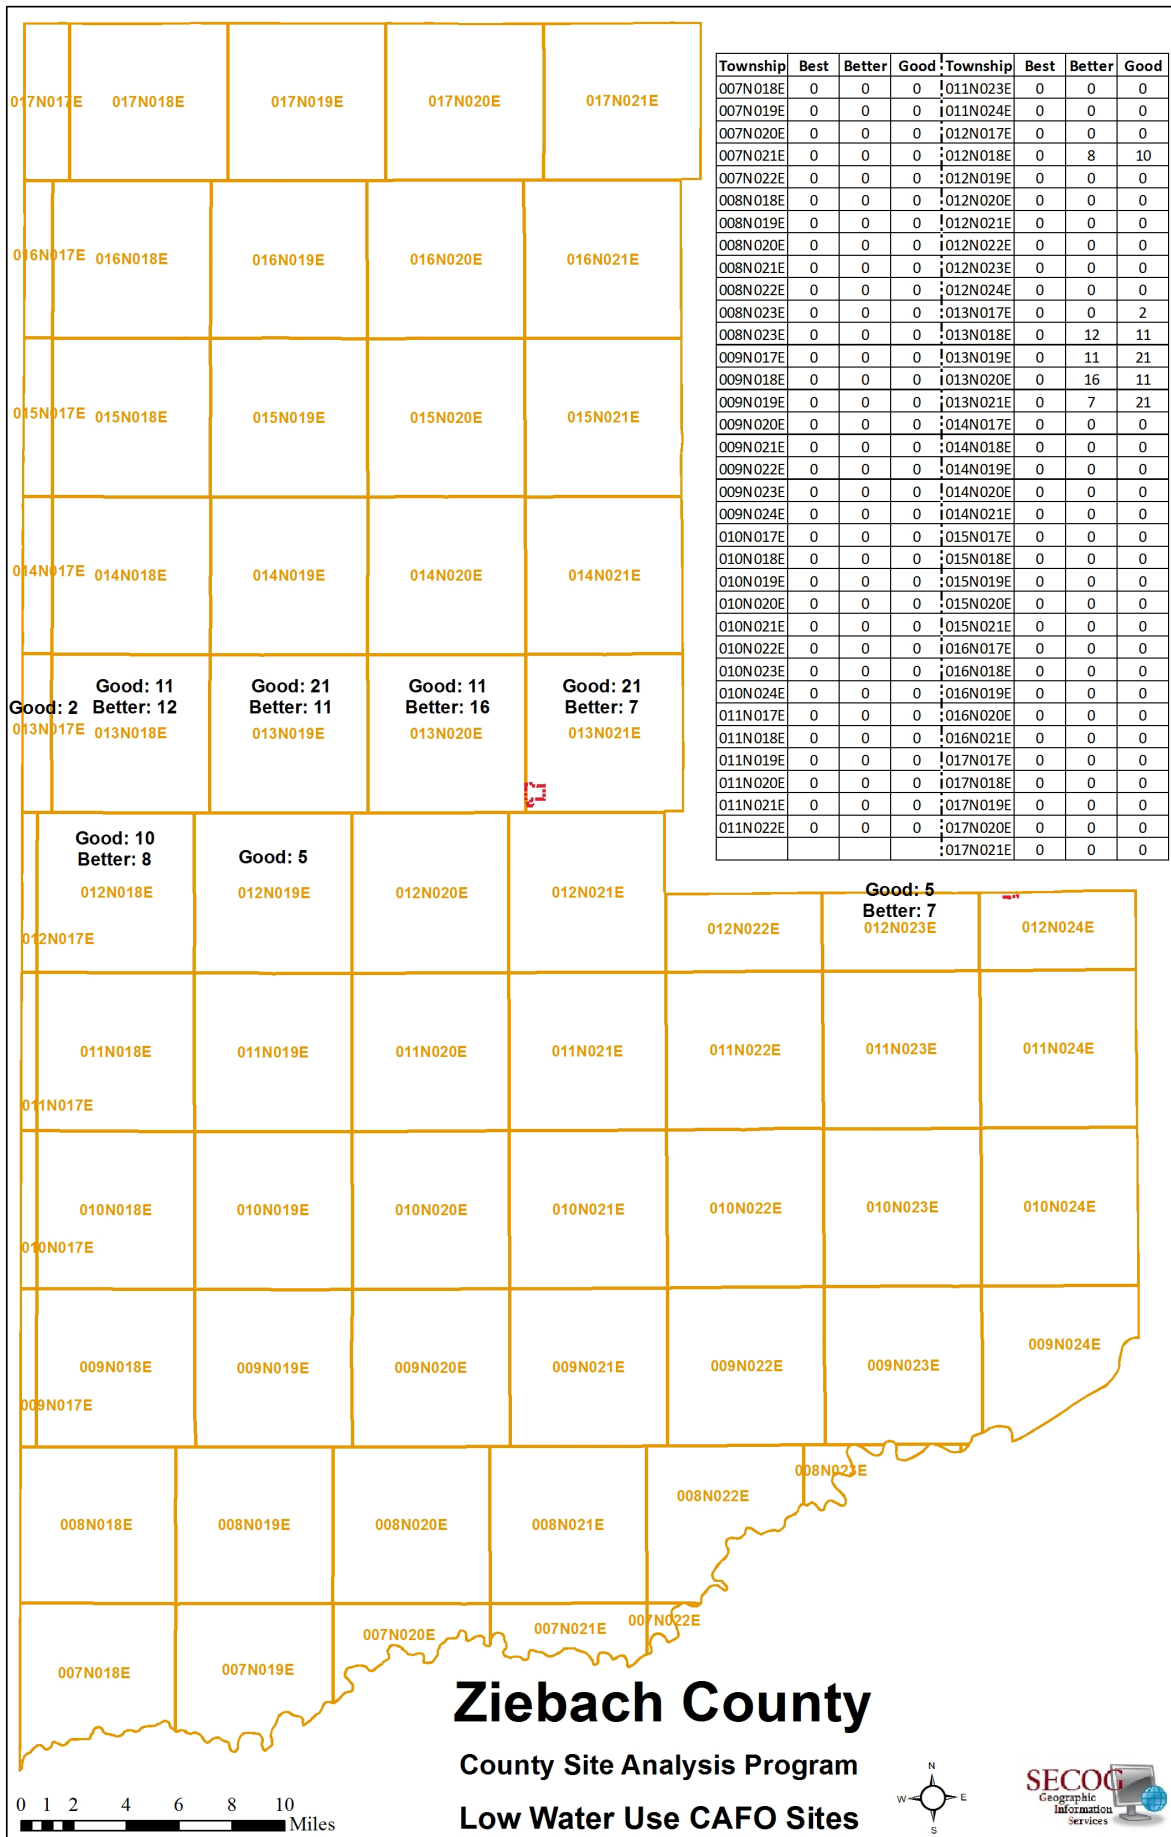 017N017E 017N018E 017N019E 017N020E 017N021E
016N017E 016N018E 016N019E 016N020E 016N021E
015N017E 015N018E 015N019E 015N020E 015N021E
014N017E 014N018E 014N019E 014N020E 014N021E
Good: 11 Good: 21 Good: 11 Good: 21
Good: 2 Better: 12 Better: 11 Better: 16 Better: 7
013N017E 013N018E 013N019E 013N020E 013N021E
Good: 10
Better: 8 Good: 5
012N018E 012N019E 012N020E 012N021E
012N017E
Good: 5
Better: 7
012N022E 012N023E 012N024E
011N018E 011N019E 011N020E 011N021E 011N022E 011N023E 011N024E
011N017E
010N018E 010N019E 010N020E 010N021E 010N022E 010N023E 010N024E
010N017E
009N018E 009N019E 009N020E 009N021E 009N022E 009N023E 009N024E
009N017E
008N018E 008N019E 008N020E 008N021E 008N022E 008N023E
007N018E 007N019E 007N020E 007N021E 007N022E
Township Best Better Good Township Best Better Good
007N018E 0 0 0 011N023E 0 0 0
007N019E 0 0 0 011N024E 0 0 0
007N020E 0 0 0 012N017E 0 0 0
007N021E 0 0 0 012N018E 0 8 10
007N022E 0 0 0 012N019E 0 0 0
008N018E 0 0 0 012N020E 0 0 0
008N019E 0 0 0 012N021E 0 0 0
008N020E 0 0 0 012N022E 0 0 0
008N021E 0 0 0 012N023E 0 0 0
008N022E 0 0 0 012N024E 0 0 0
008N023E 0 0 0 013N017E 0 0 2
008N023E 0 0 0 013N018E 0 12 11
009N017E 0 0 0 013N019E 0 11 21
009N018E 0 0 0 013N020E 0 16 11
009N019E 0 0 0 013N021E 0 7 21
009N020E 0 0 0 014N017E 0 0 0
009N021E 0 0 0 014N018E 0 0 0
009N022E 0 0 0 014N019E 0 0 0
009N023E 0 0 0 014N020E 0 0 0
009N024E 0 0 0 014N021E 0 0 0
010N017E 0 0 0 015N017E 0 0 0
010N018E 0 0 0 015N018E 0 0 0
010N019E 0 0 0 015N019E 0 0 0
010N020E 0 0 0 015N020E 0 0 0
010N021E 0 0 0 015N021E 0 0 0
010N022E 0 0 0 016N017E 0 0 0
010N023E 0 0 0 016N018E 0 0 0
010N024E 0 0 0 016N019E 0 0 0
011N017E 0 0 0 016N020E 0 0 0
011N018E 0 0 0 016N021E 0 0 0
011N019E 0 0 0 017N017E 0 0 0
011N020E 0 0 0 017N018E 0 0 0
011N021E 0 0 0 017N019E 0 0 0
011N022E 0 0 0 017N020E 0 0 0
017N021E 0 0 0
Ziebach County
County Site Analysis Program
Low Water Use CAFO Sites
0 1 2 4 6 8 10
Miles
N
W E
S
SECOG
Geographic
Information
Services